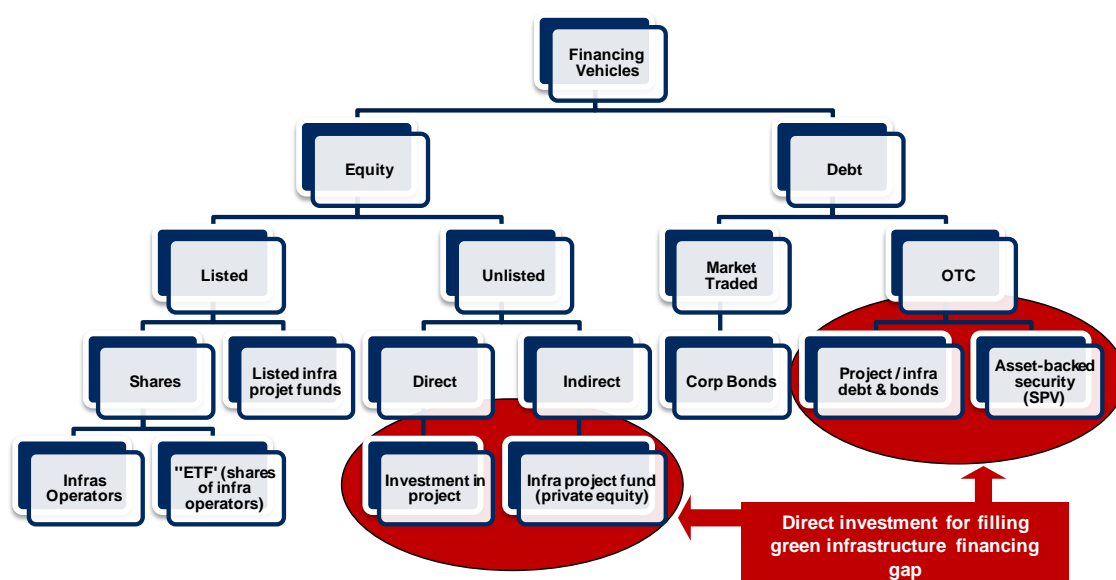 Financing
Vehicles
Equity
Debt
Listed
Unlisted
Market
Traded
OTC
Shares
Listed infra
projet funds
Direct
Indirect
Corp Bonds
Project / infra
debt & bonds
Asset-backed
security
(SPV)
Infras
Operators
"ETF' (shares
of infra
operators)
Investment in
project
Infra project fund
(private equity)
Direct investment for filling
green infrastructure financing
gap